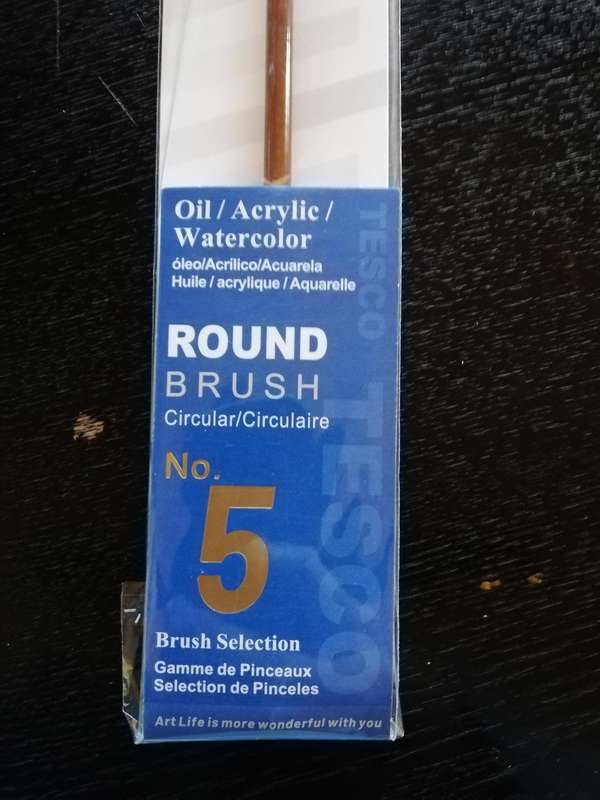 Oil / Acrylic /
Watercolor
óleo/Acrílico/Acuarela
Huile / acrylique / Aquarelle
TESCO
ROUND
BRUSH
Circular/Circulaire
TESCO
No.
5
Brush Selection
Gamme de Pinceaux
Selection de Pinceles
Art Life is more wonderful with you